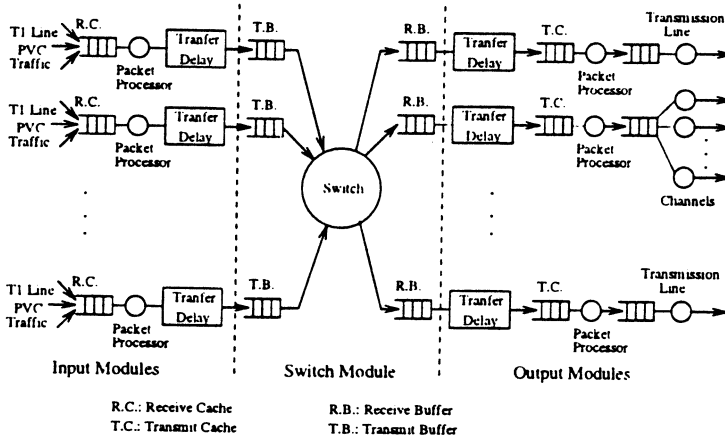 R.C.
T.B.
R.B.
T.C.
Transmission
Line
T1 Line
PVC
Traffic
Packet
Processor
Tranfer
Delay
Tranfer
Delay
Packet
Processor
R.C.
T.B.
R.B.
T.C.
T1 Line
PVC
Traffic
Packet
Processor
Tranfer
Delay
Tranfer
Delay
Packet
Processor
Channels
Switch
R.C.
T.B.
R.B.
T.C.
Transmission
Line
T1 Line
PVC
Traffic
Packet
Processor
Tranfer
Delay
Tranfer
Delay
Packet
Processor
Input Modules
Switch Module
Output Modules
R.C.: Receive Cache
R.B.: Receive Buffer
T.C.: Transmit Cache
T.B.: Transmit Buffer